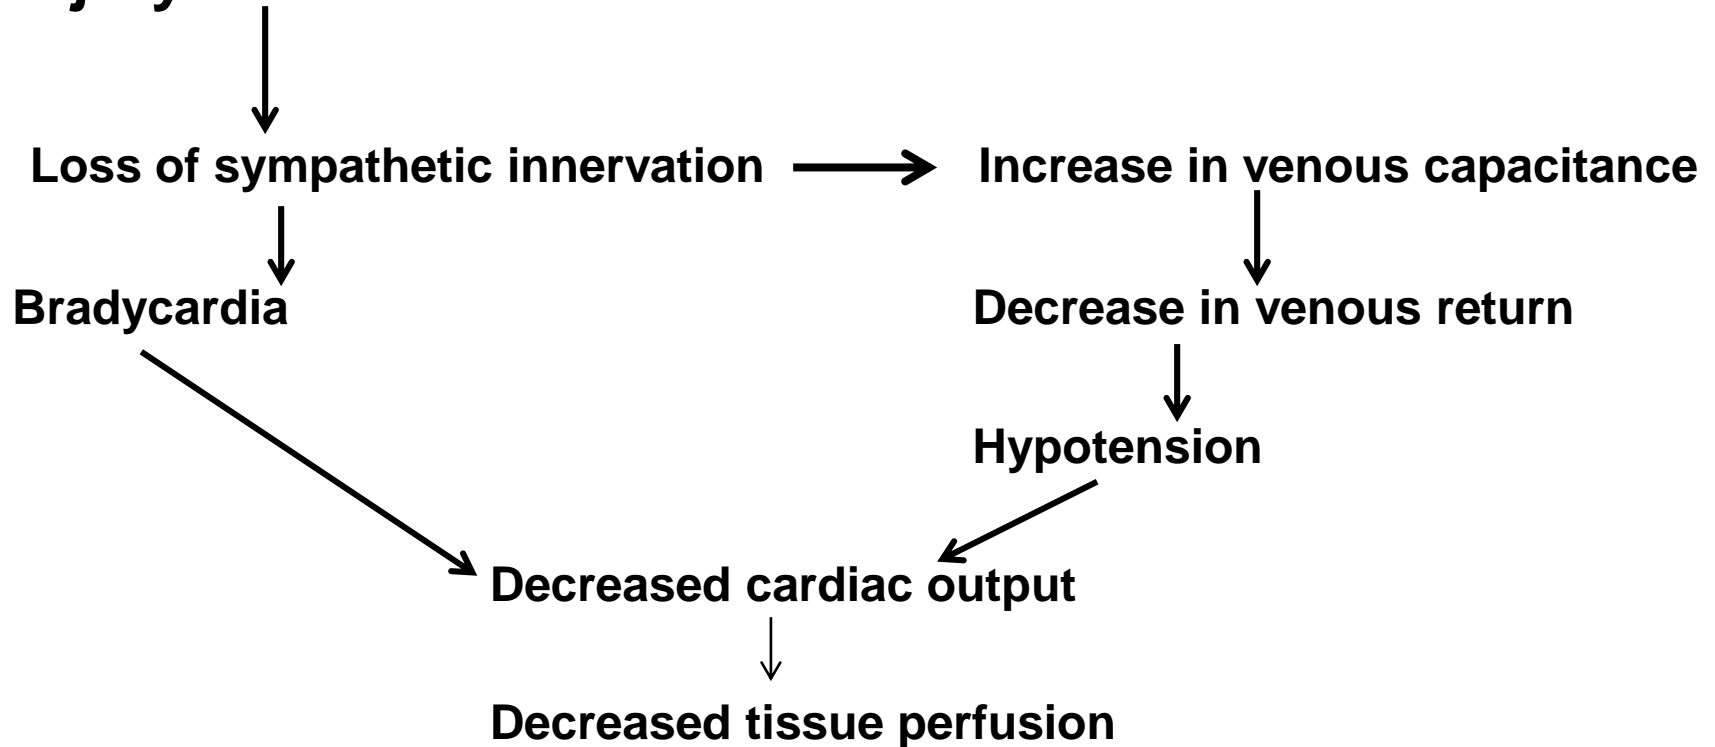 Loss of sympathetic innervation
Increase in venous capacitance
Bradycardia
Decrease in venous return
Hypotension
Decreased cardiac output
Decreased tissue perfusion